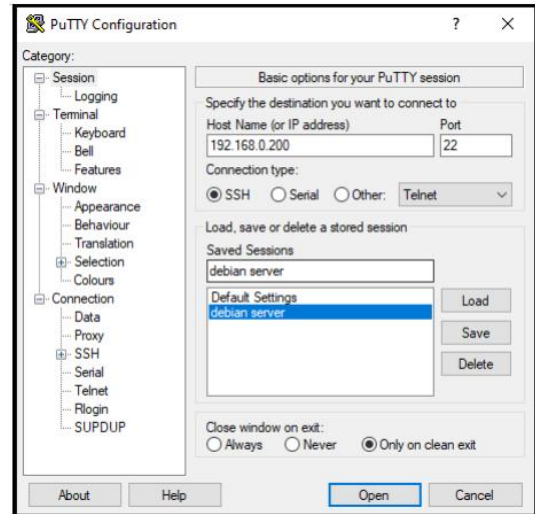 PuTTY Configuration ? ×
Category:
Session
Logging
Terminal
Keyboard
Bell
Features
Window
Appearance
Behaviour
Translation
Selection
Colours
Connection
Data
Proxy
SSH
Serial
Telnet
Rlogin
SUPDUP
Basic options for your PuTTY session
Specify the destination you want to connect to
Host Name (or IP address) Port
192.168.0.200 22
Connection type:
SSH Serial Other: Telnet
Load, save or delete a stored session
Saved Sessions
debian server
Default Settings
debian server
Load
Save
Delete
Close window on exit:
Always Never Only on clean exit
About Help Open Cancel